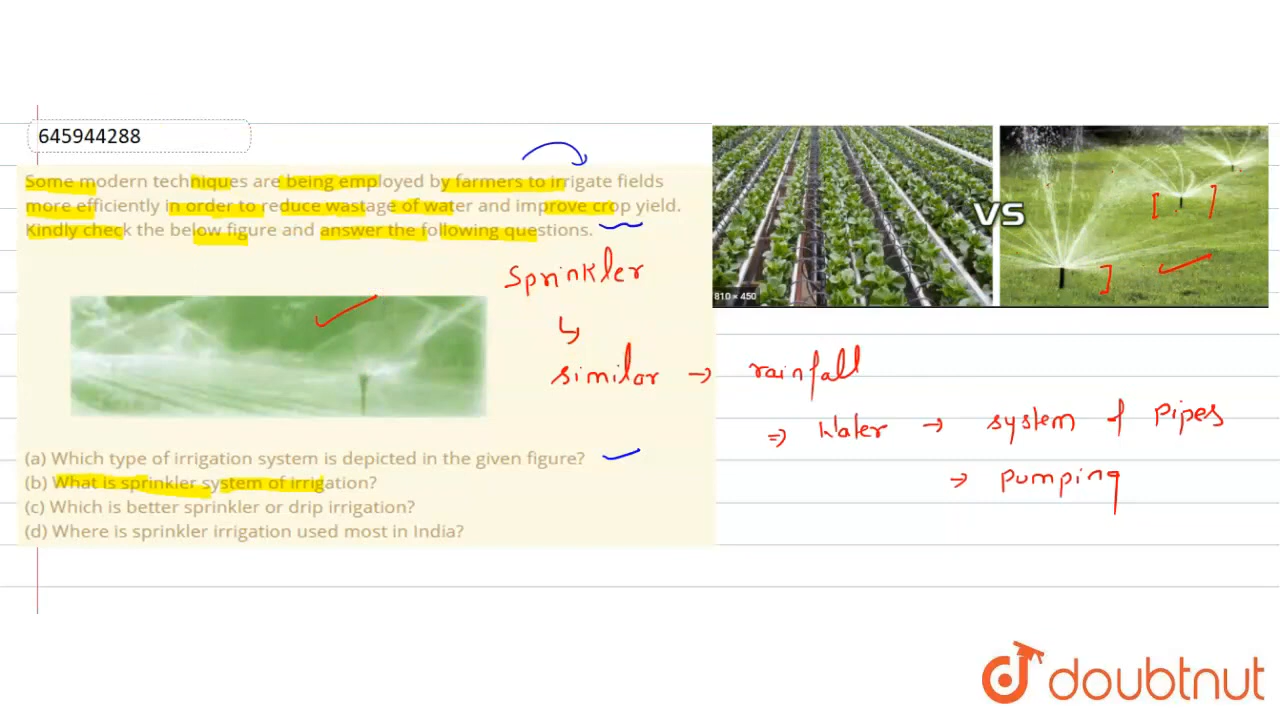 645944288
Some modern techniques are being employed by farmers to irrigate fields
more efficiently in order to reduce wastage of water and improve crop yield.
Kindly check the below figure and answer the following questions.
VS
810 × 450
Sprinkler
similar → rainfall
⇒ Water → system of Pipes
→ Pumping
(a) Which type of irrigation system is depicted in the given figure?
(b) What is sprinkler system of irrigation?
(c) Which is better sprinkler or drip irrigation?
(d) Where is sprinkler irrigation used most in India?
doubtnut